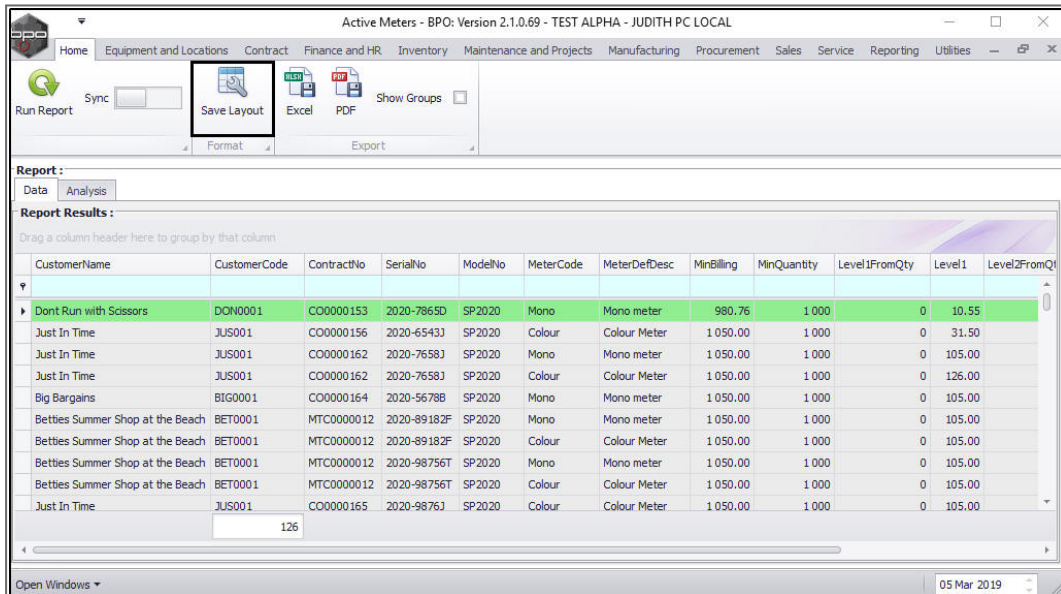 Active Meters - BPO: Version 2.1.0.69 - TEST ALPHA - JUDITH PC LOCAL
bpo
Home Equipment and Locations Contract Finance and HR Inventory Maintenance and Projects Manufacturing Procurement Sales Service Reporting Utilities
Run Report Sync Save Layout XLSX Excel PDF PDF Show Groups
Format Export
Report :
Data Analysis
Report Results :
Drag a column header here to group by that column
CustomerName CustomerCode ContractNo SerialNo ModelNo MeterCode MeterDefDesc MinBilling MinQuantity Level1FromQty Level1 Level2FromQt
Dont Run with Scissors DON0001 CO0000153 2020-7865D SP2020 Mono Mono meter 980.76 1 000 0 10.55
Just In Time JUS001 CO0000156 2020-6543J SP2020 Colour Colour Meter 1 050.00 1 000 0 31.50
Just In Time JUS001 CO0000162 2020-7658J SP2020 Mono Mono meter 1 050.00 1 000 0 105.00
Just In Time JUS001 CO0000162 2020-7658J SP2020 Colour Colour Meter 1 050.00 1 000 0 126.00
Big Bargains BIG0001 CO0000164 2020-5678B SP2020 Mono Mono meter 1 050.00 1 000 0 105.00
Betties Summer Shop at the Beach BET0001 MTC0000012 2020-89182F SP2020 Mono Mono meter 1 050.00 1 000 0 105.00
Betties Summer Shop at the Beach BET0001 MTC0000012 2020-89182F SP2020 Colour Colour Meter 1 050.00 1 000 0 105.00
Betties Summer Shop at the Beach BET0001 MTC0000012 2020-98756T SP2020 Mono Mono meter 1 050.00 1 000 0 105.00
Betties Summer Shop at the Beach BET0001 MTC0000012 2020-98756T SP2020 Colour Colour Meter 1 050.00 1 000 0 105.00
Just In Time JUS001 CO0000165 2020-9876J SP2020 Colour Colour Meter 1 050.00 1 000 0 105.00
126
Open Windows 05 Mar 2019